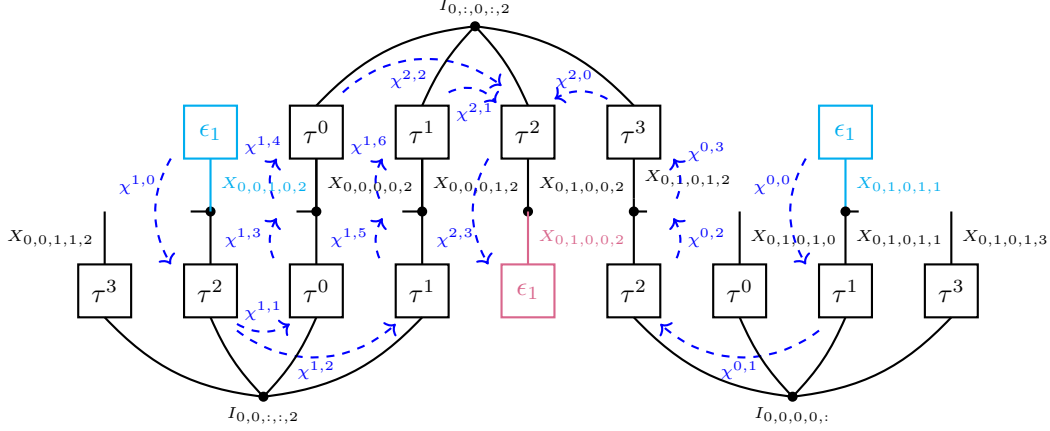 I_{0,:,0,:,2}
χ^{2,2} χ^{2,0}
χ^{2,1}
ϵ_1 τ^0 τ^1 τ^2 τ^3 ϵ_1
χ^{1,4} χ^{1,6} χ^{0,3}
χ^{1,0} X_{0,0,1,0,2} X_{0,0,0,0,2} X_{0,0,0,1,2} X_{0,1,0,0,2} X_{0,1,0,1,2} χ^{0,0} X_{0,1,0,1,1}
X_{0,0,1,1,2} χ^{1,3} χ^{1,5} χ^{2,3} X_{0,1,0,0,2} χ^{0,2} X_{0,1,0,1,0} X_{0,1,0,1,1} X_{0,1,0,1,3}
τ^3 τ^2 τ^0 τ^1 ϵ_1 τ^2 τ^0 τ^1 τ^3
χ^{1,1}
χ^{1,2} χ^{0,1}
I_{0,0,:,:,2} I_{0,0,0,0,:}